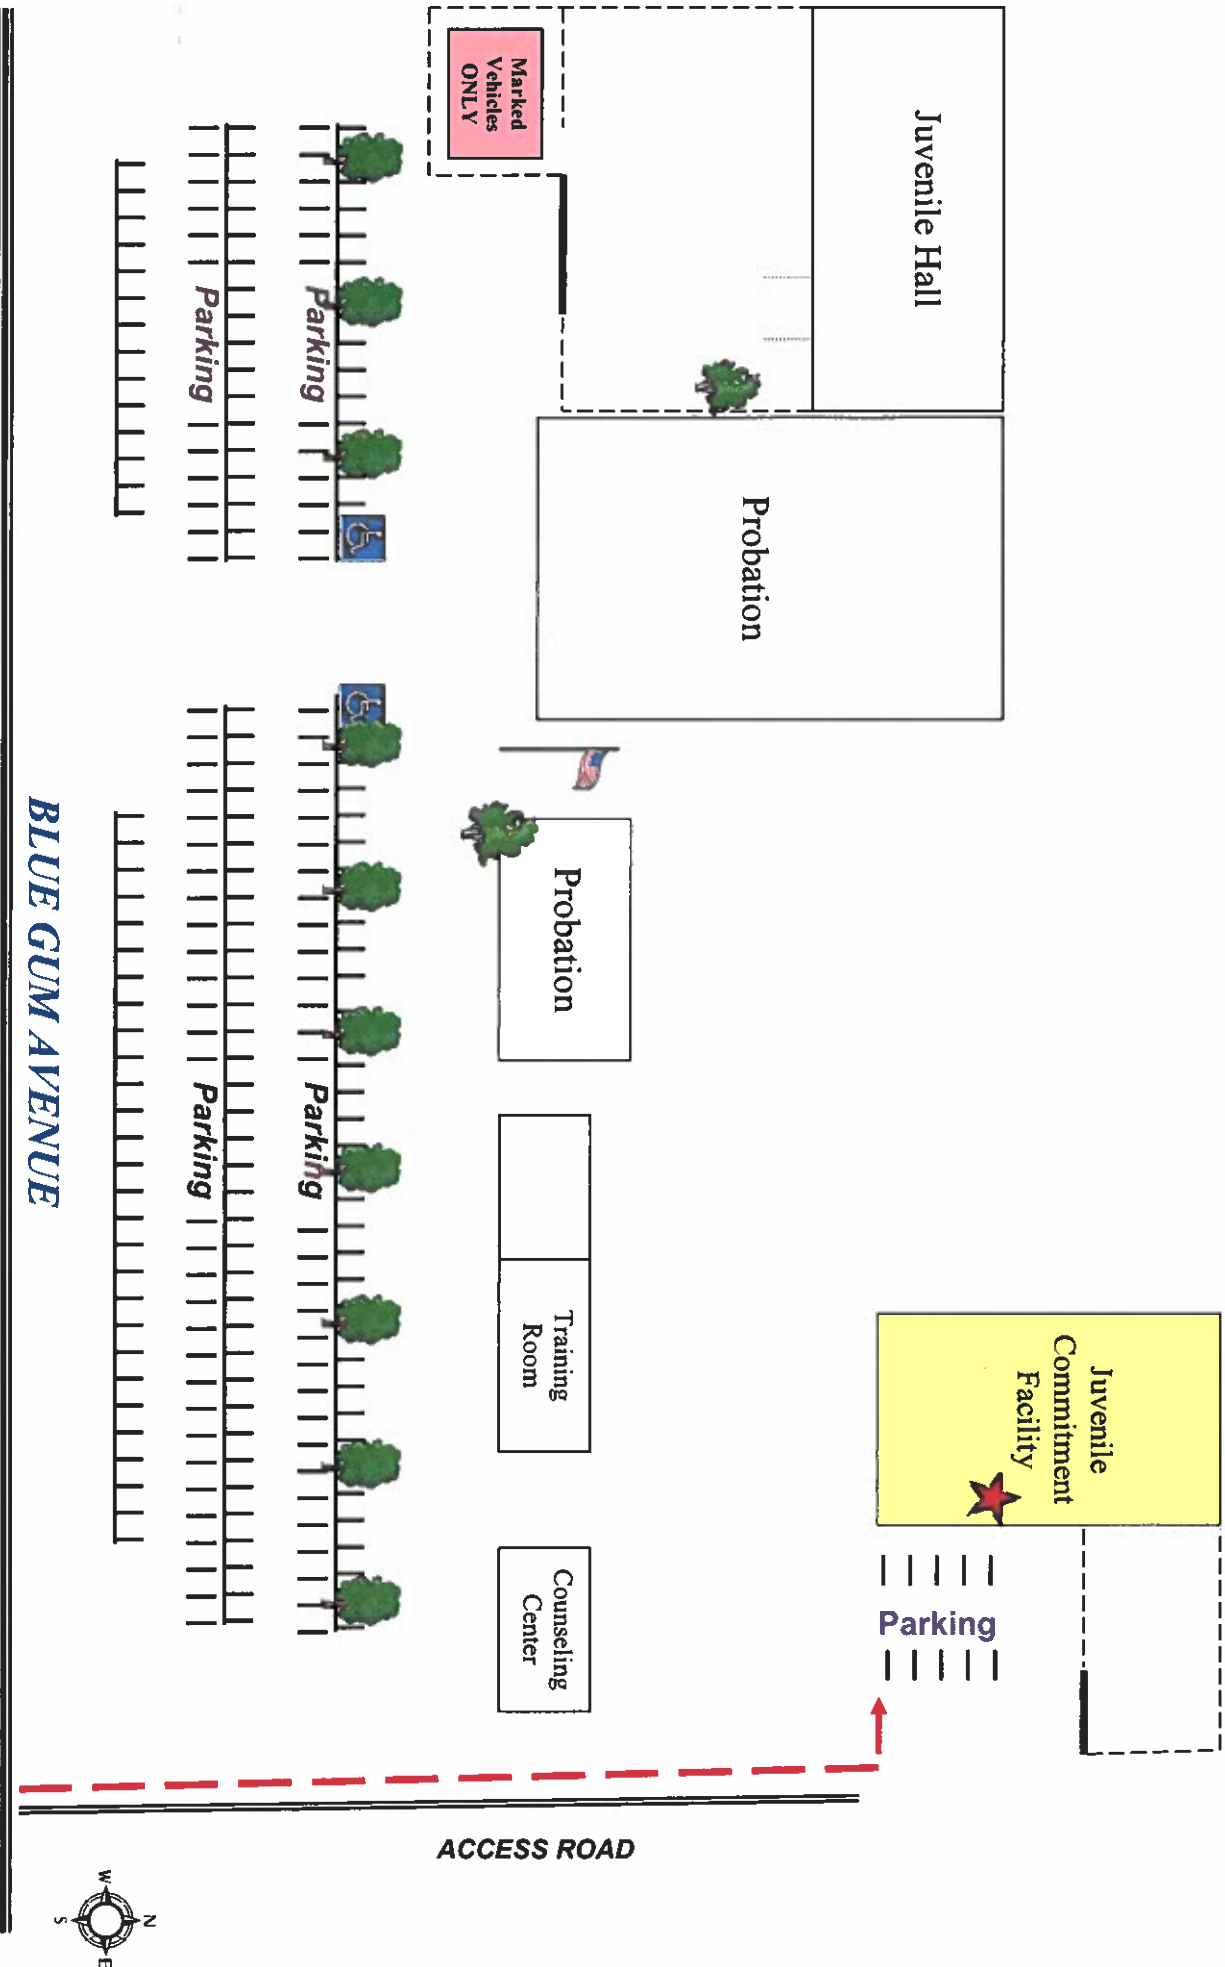 Juvenile Hall
Marked
Vehicles
ONLY
Probation
Probation
Training
Room
Counseling
Center
Juvenile
Commitment
Facility
Parking
Parking
Parking
Parking
Parking
BLUE GUM AVENUE
ACCESS ROAD
N
W
E
S